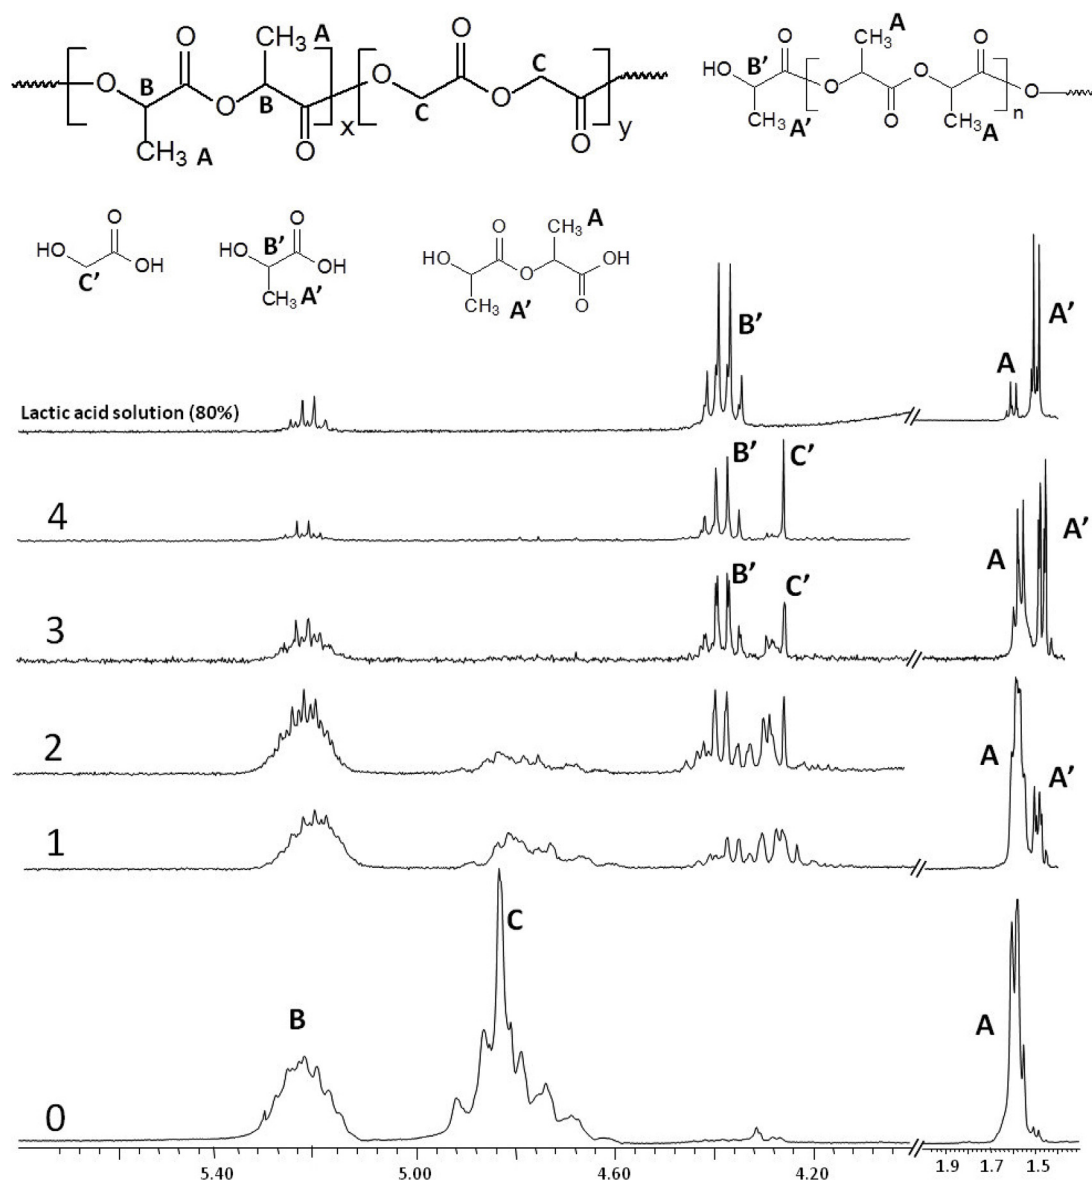 CH₃ A
O
O
B
O
B
O
C
O
O
C
O
CH₃ A
O
x
O
y
CH₃ A
O
O
B'
HO
O
O
O
CH₃ A'
O
CH₃ A
n
O
HO
C'
OH
O
B'
HO
OH
CH₃ A'
O
CH₃ A
HO
O
OH
CH₃
O
A'
B'
A
A'
Lactic acid solution (80%)
B'
C'
4
A
A'
B'
C'
3
2
A
A'
1
C
B
A
0
5.40 5.00 4.60 4.20 1.9 1.7 1.5